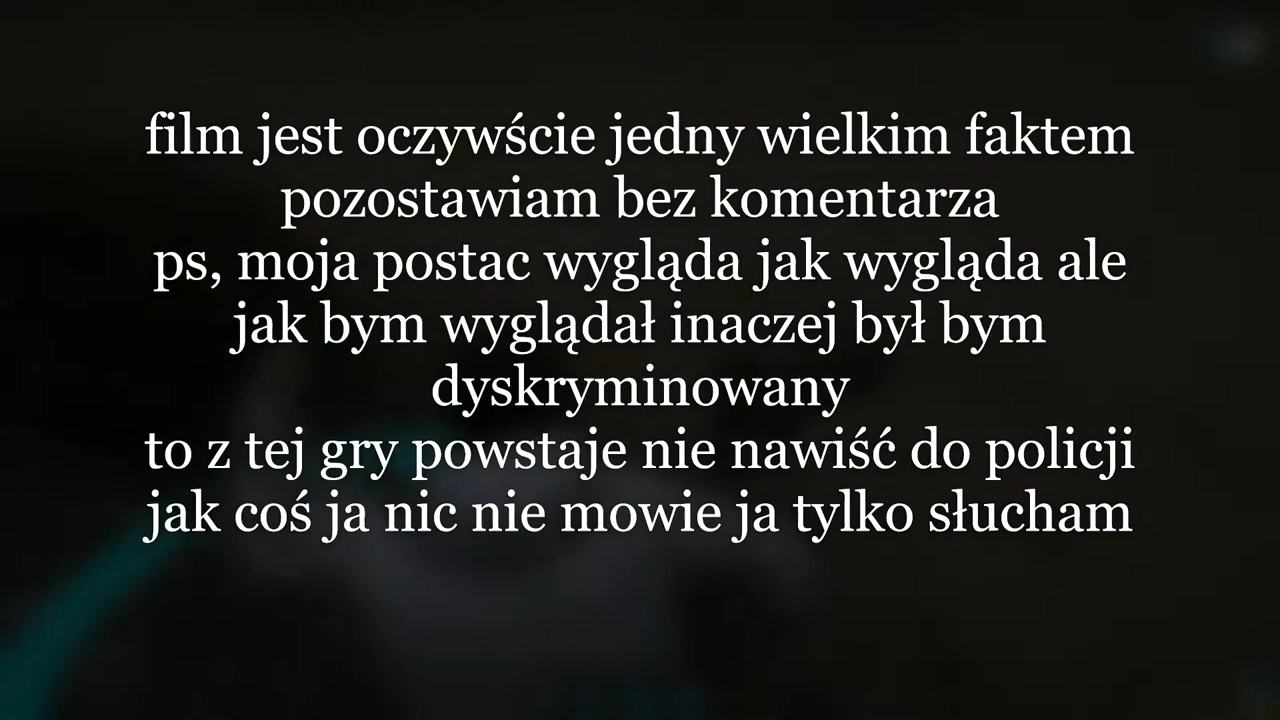 film jest oczywście jedny wielkim faktem
pozostawiam bez komentarza
ps, moja postac wygląda jak wygląda ale
jak bym wyglądał inaczej był bym
dyskryminowany
to z tej gry powstaje nie nawiść do policji
jak coś ja nic nie mowie ja tylko słucham